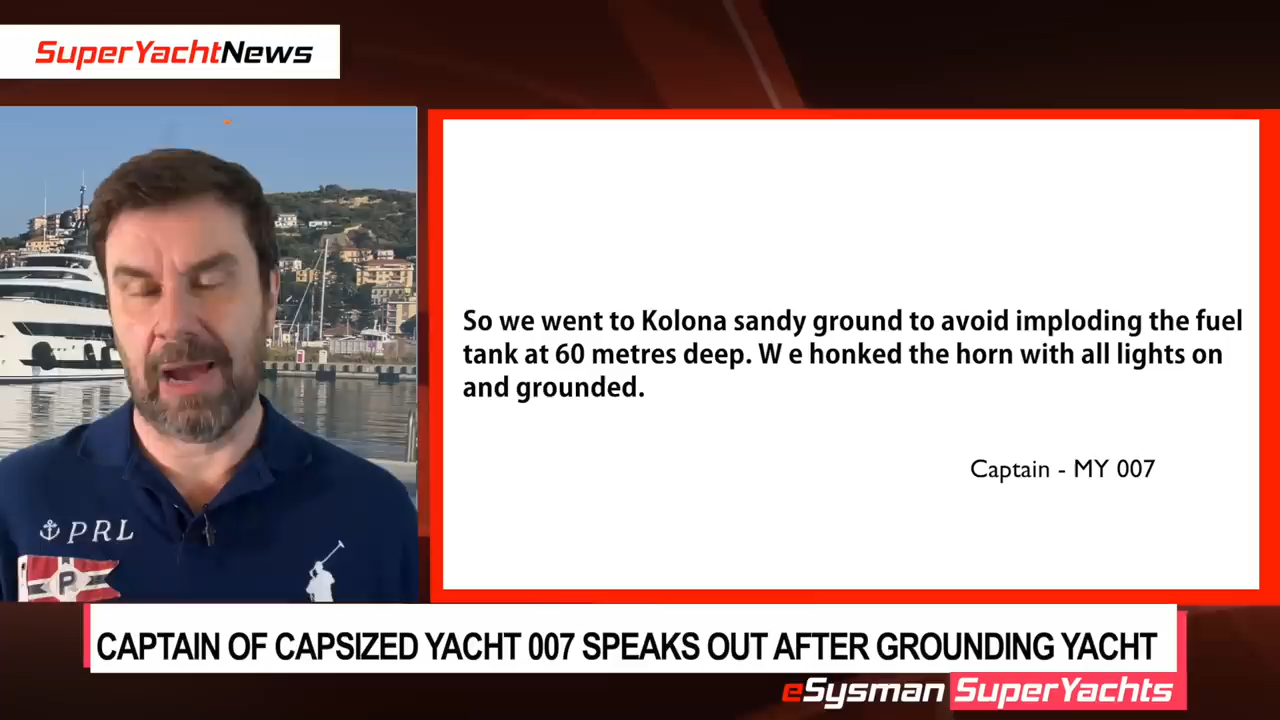 SuperYachtNews
So we went to Kolona sandy ground to avoid imploding the fuel
tank at 60 metres deep. W e honked the horn with all lights on
and grounded.
Captain - MY 007
PRL
P
CAPTAIN OF CAPSIZED YACHT 007 SPEAKS OUT AFTER GROUNDING YACHT
eSysman SuperYachts